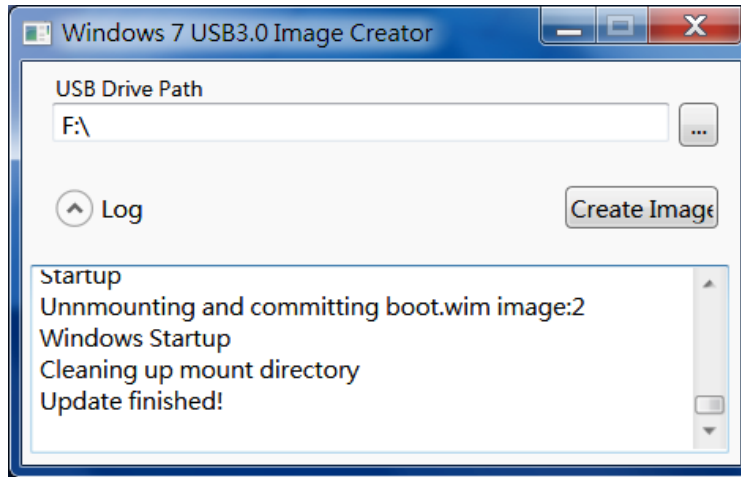 Windows 7 USB3.0 Image Creator
USB Drive Path
F:\
...
Log
Create Image
Startup
Unnmounting and committing boot.wim image:2
Windows Startup
Cleaning up mount directory
Update finished!